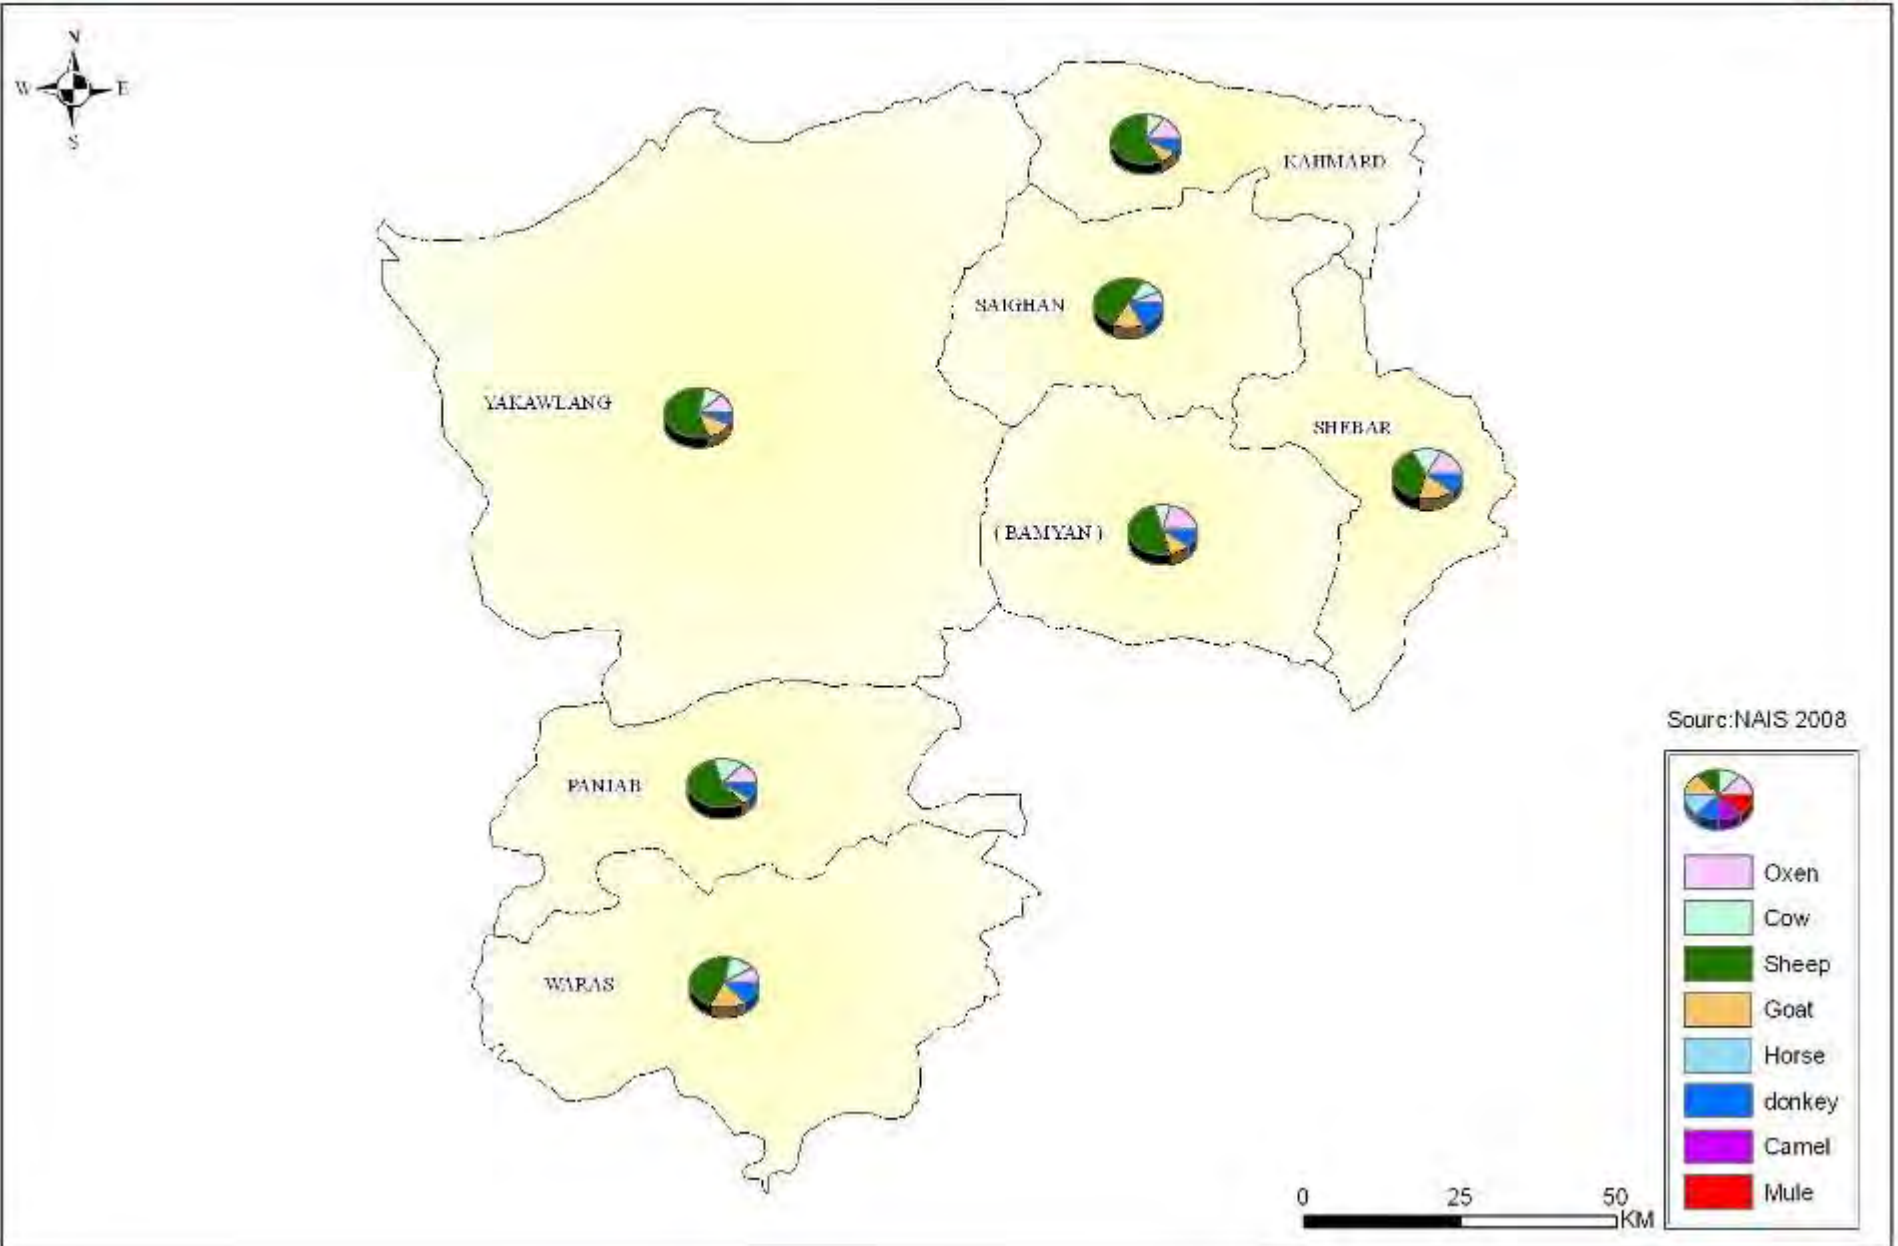 N
W E
S
KAHMARD
SAIGHAN
YAKAWLANG
SHEBAR
( BAMYAN )
PANJAB
WARAS
Sourc:NAIS 2008
Oxen
Cow
Sheep
Goat
Horse
donkey
Camel
Mule
0 25 50
KM